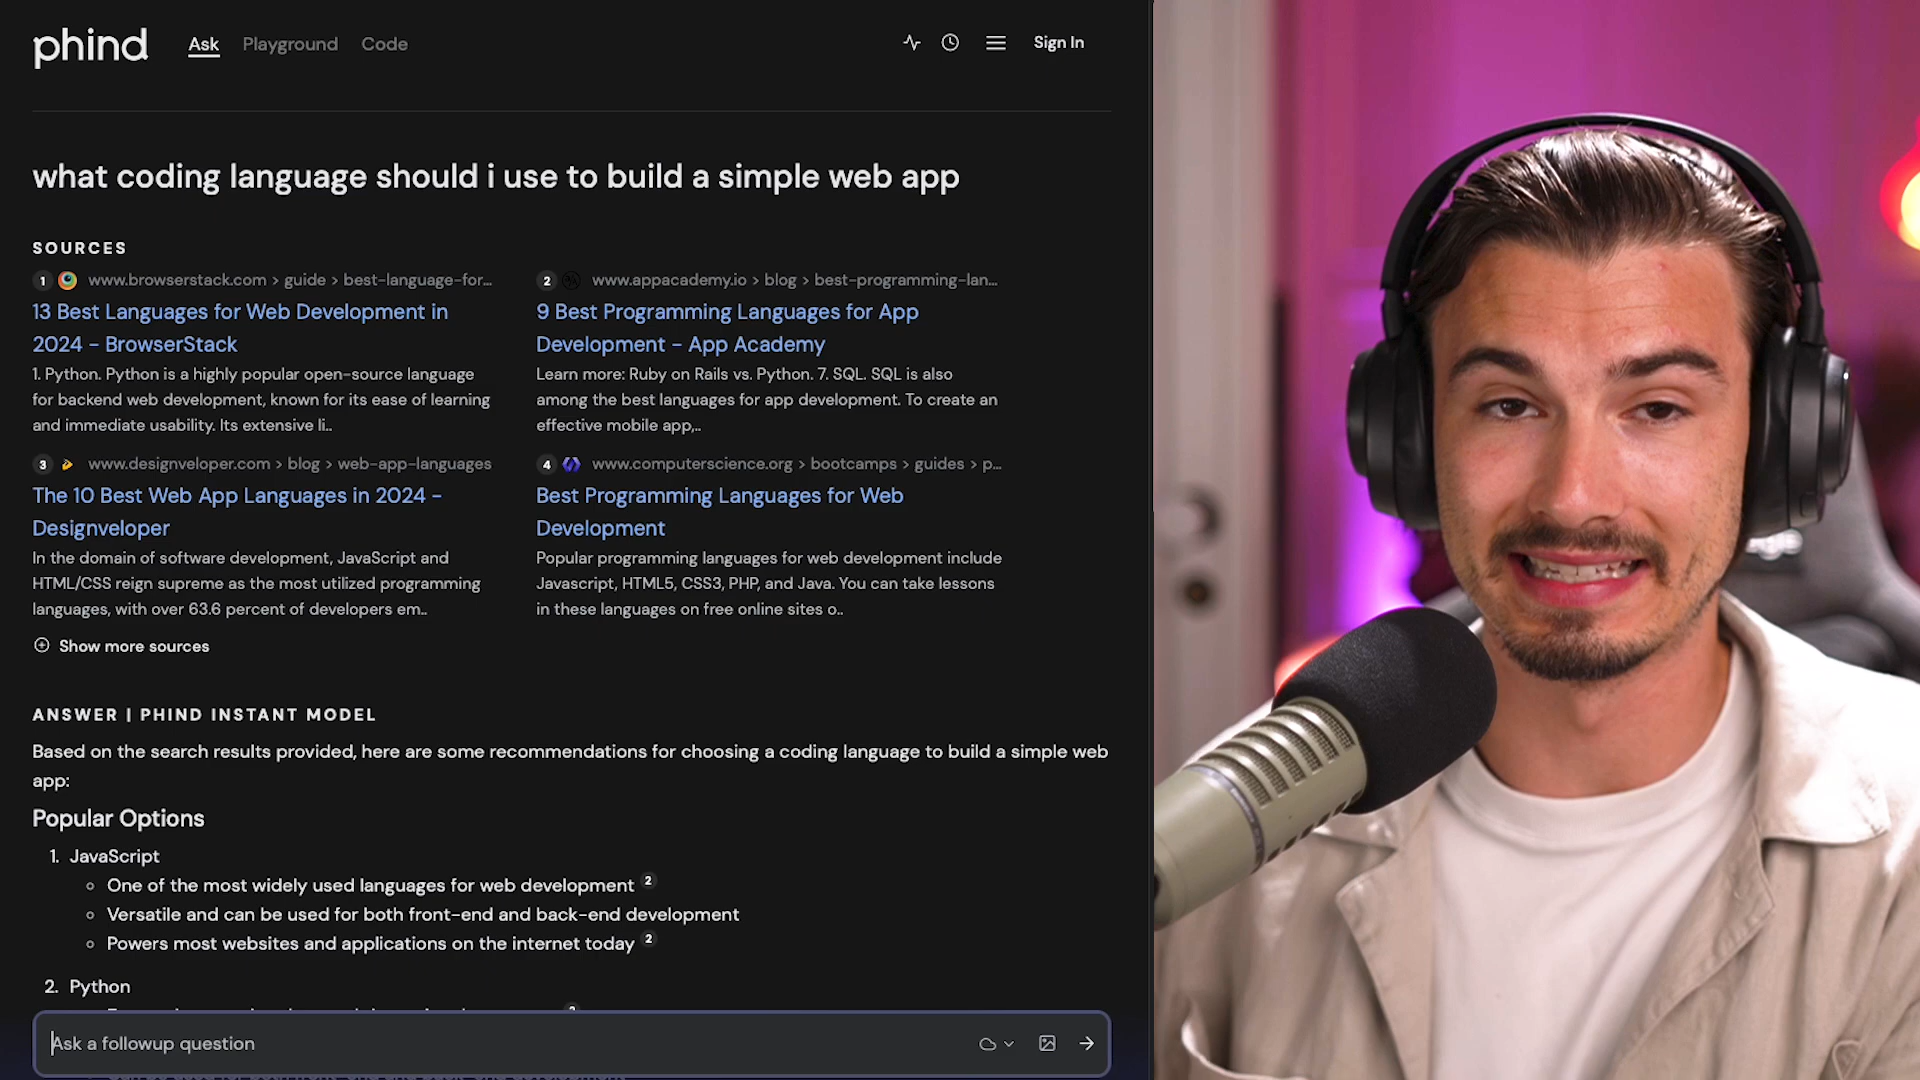 phind
Ask Playground Code
Sign In
what coding language should i use to build a simple web app
SOURCES
1 www.browserstack.com › guide › best-language-for...
13 Best Languages for Web Development in
2024 - BrowserStack
1. Python. Python is a highly popular open-source language
for backend web development, known for its ease of learning
and immediate usability. Its extensive li..
2 www.appacademy.io › blog › best-programming-lan...
9 Best Programming Languages for App
Development - App Academy
Learn more: Ruby on Rails vs. Python. 7. SQL. SQL is also
among the best languages for app development. To create an
effective mobile app,..
3 www.designveloper.com › blog › web-app-languages
The 10 Best Web App Languages in 2024 -
Designveloper
In the domain of software development, JavaScript and
HTML/CSS reign supreme as the most utilized programming
languages, with over 63.6 percent of developers em..
4 www.computerscience.org › bootcamps › guides › p...
Best Programming Languages for Web
Development
Popular programming languages for web development include
Javascript, HTML5, CSS3, PHP, and Java. You can take lessons
in these languages on free online sites o..
Show more sources
ANSWER | PHIND INSTANT MODEL
Based on the search results provided, here are some recommendations for choosing a coding language to build a simple web
app:
Popular Options
1. JavaScript
One of the most widely used languages for web development 2
Versatile and can be used for both front-end and back-end development
Powers most websites and applications on the internet today 2
2. Python
Ask a followup question